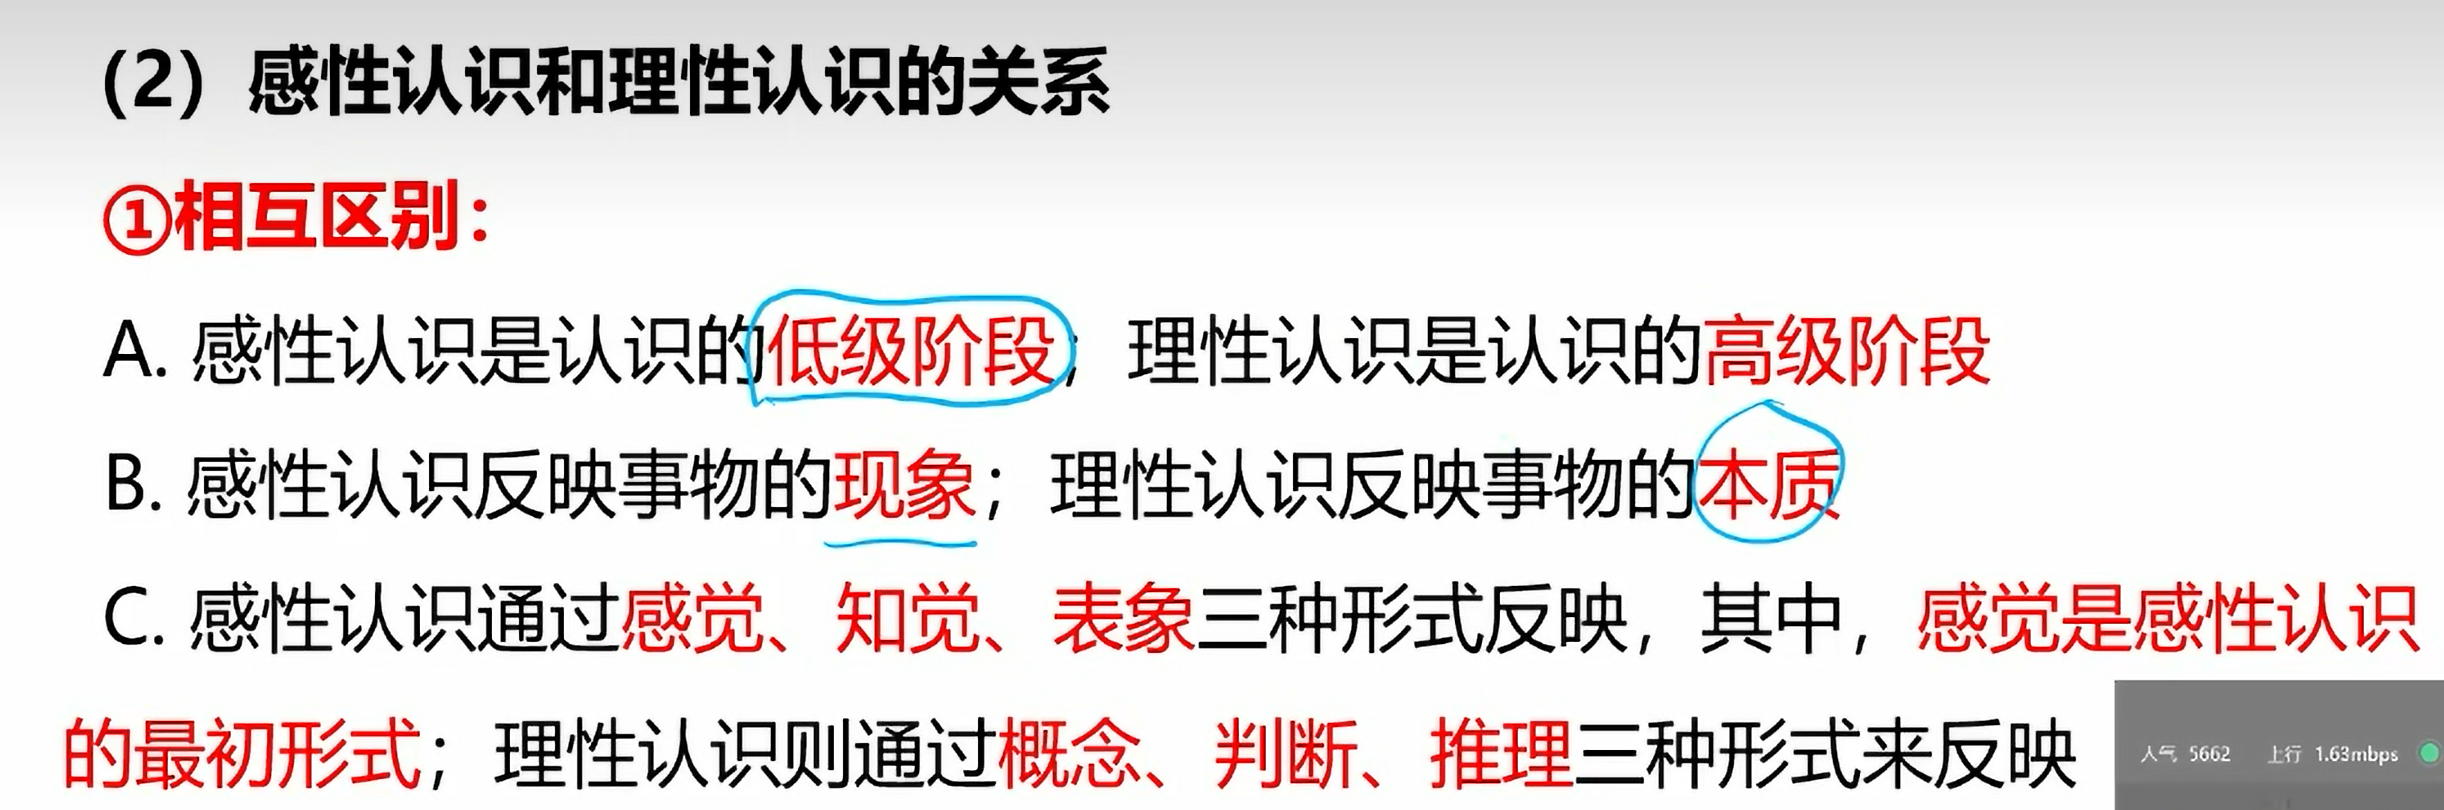 (2) 感性认识和理性认识的关系
①相互区别：
A. 感性认识是认识的低级阶段；理性认识是认识的高级阶段
B. 感性认识反映事物的现象；理性认识反映事物的本质
C. 感性认识通过感觉、知觉、表象三种形式反映，其中，感觉是感性认识
的最初形式；理性认识则通过概念、判断、推理三种形式来反映
人气 5662 上行 1.63mbps